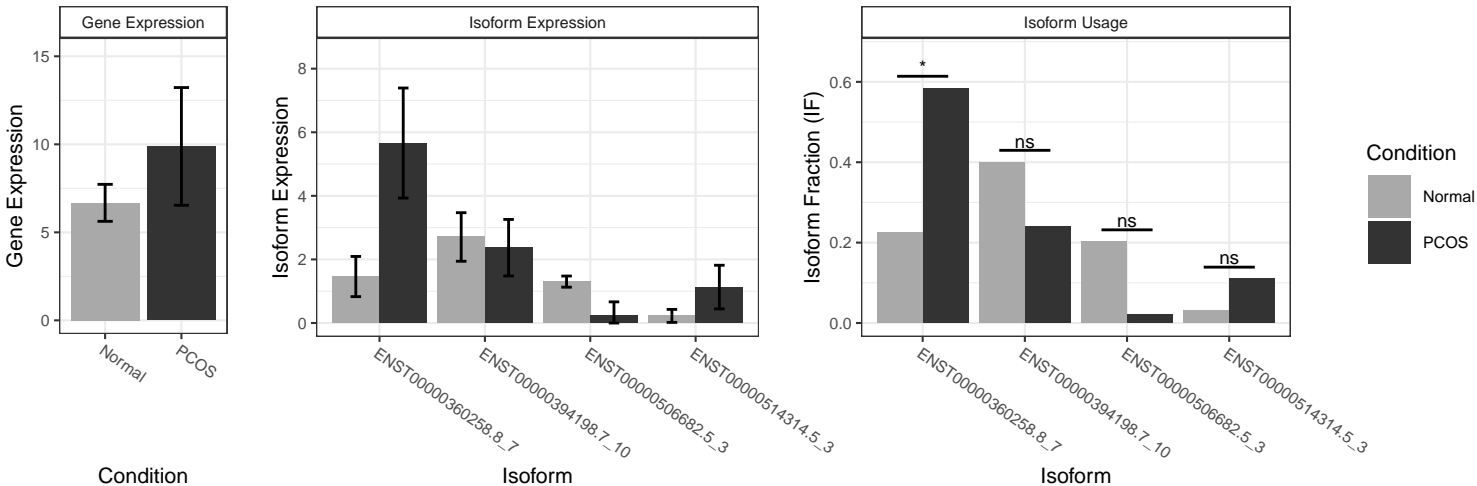 Gene Expression
Gene Expression
15
10
5
0
Normal
PCOS
Condition
Isoform Expression
Isoform Expression
8
6
4
2
0
ENST00000360258.8_7
ENST00000394198.7_10
ENST00000506682.5_3
ENST00000514314.5_3
Isoform
Isoform Usage
Isoform Fraction (IF)
0.6
0.4
0.2
0.0
*
ns
ns
ns
ENST00000360258.8_7
ENST00000394198.7_10
ENST00000506682.5_3
ENST00000514314.5_3
Isoform
Condition
Normal
PCOS